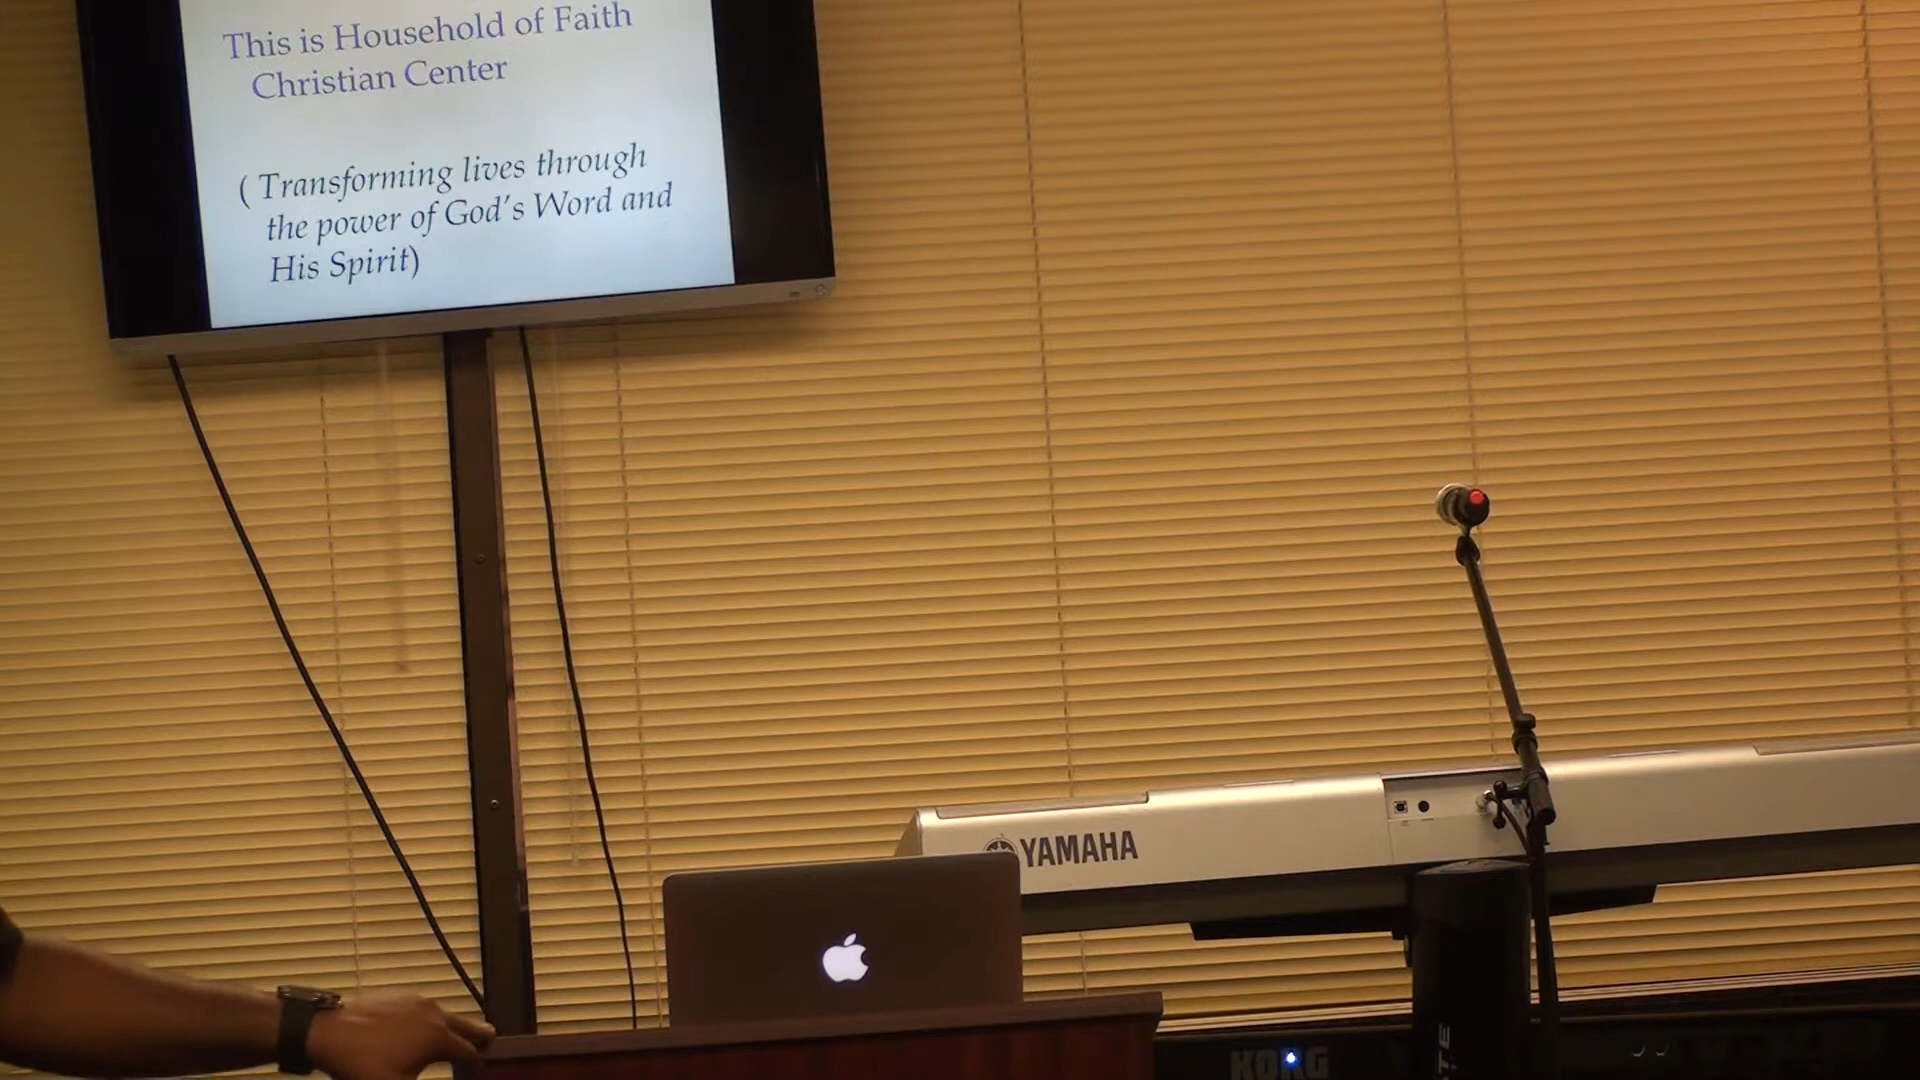 This is Household of Faith
Christian Center
( Transforming lives through
the power of God's Word and
His Spirit)
YAMAHA
KORG